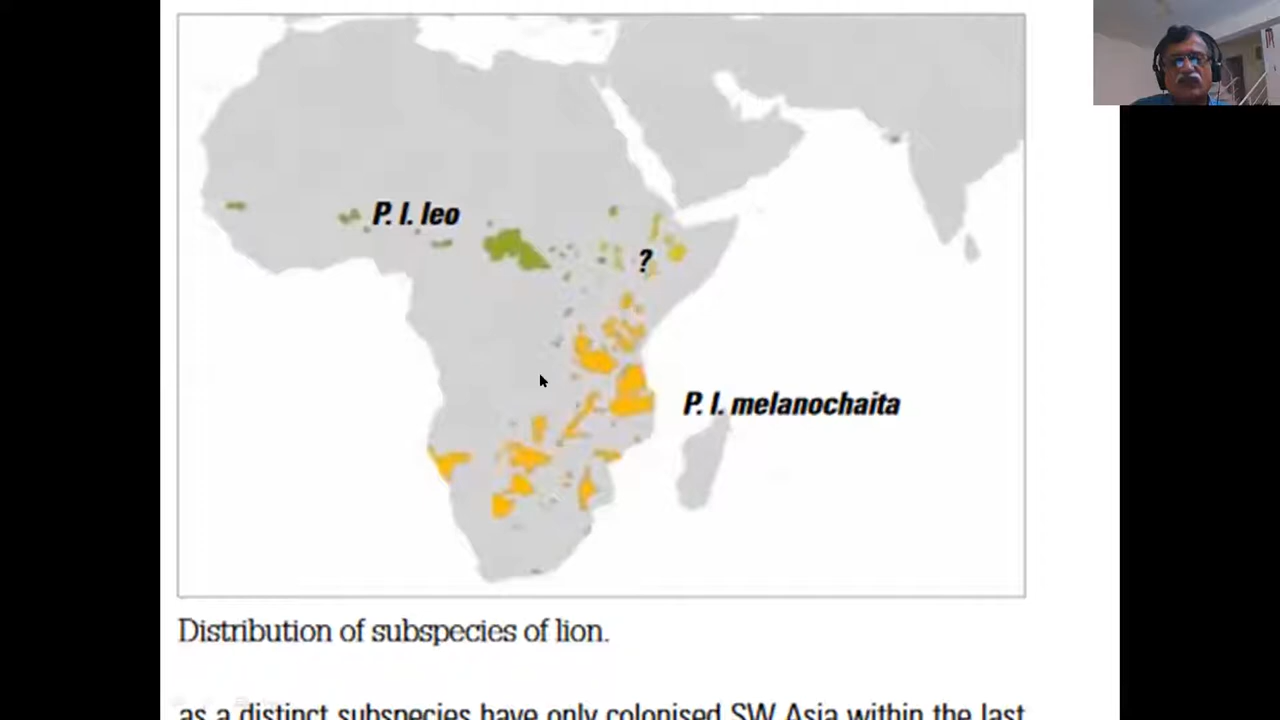 P. l. leo
?
P. l. melanochaita
Distribution of subspecies of lion.
as a distinct subspecies have only colonised SW Asia within the last